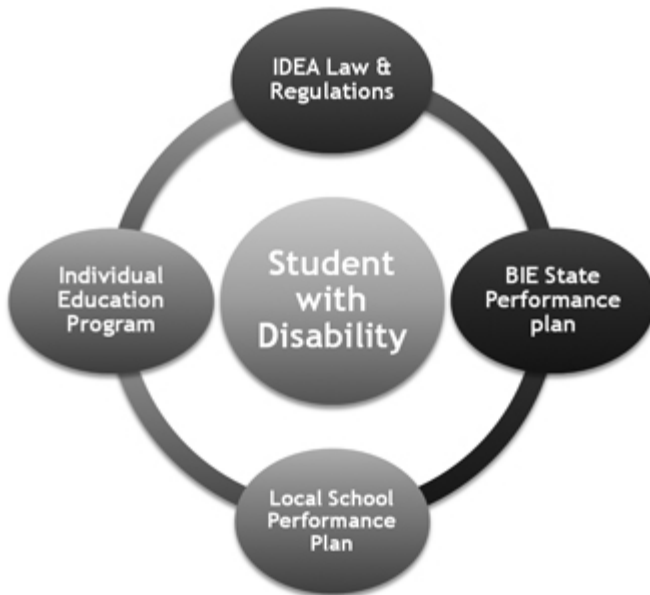 IDEA Law &
Regulations
Individual
Education
Program
Student
with
Disability
BIE State
Performance
plan
Local School
Performance
Plan